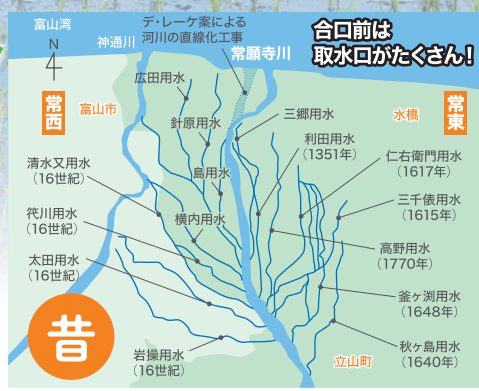 富山湾
神通川
デ・レーケ案による
河川の直線化工事
常願寺川
合口前は
取水口がたくさん!
N
常西
富山市
水橋
常東
広田用水
針原用水
島用水
横内用水
清水又用水
(16世紀)
筏川用水
(16世紀)
太田用水
(16世紀)
岩操用水
(16世紀)
三郷用水
利田用水
(1351年)
仁右衛門用水
(1617年)
三千俵用水
(1615年)
高野用水
(1770年)
釜ヶ渕用水
(1648年)
秋ヶ島用水
(1640年)
立山町
昔